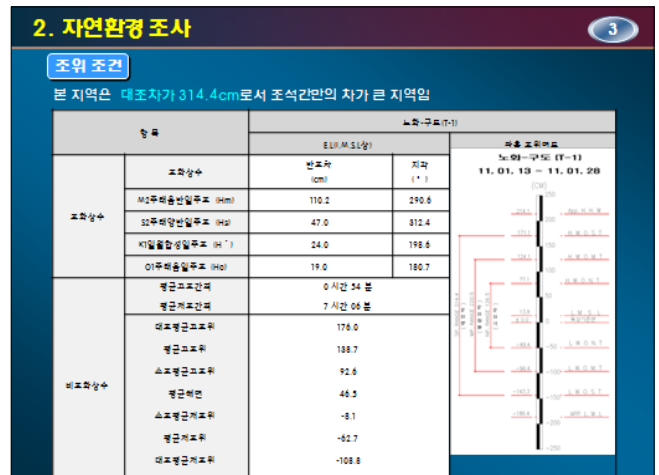 2. 자연환경 조사
3
조위 조건
본 지역은 대조차가 314.4cm로서 조석간만의 차가 큰 지역임
항 목
노화-구도(T-1)
E.L(I.M.S.L상)
파흥 조위면도
조화상수
반조차 (cm)
지각 (°)
노화-구도 (T-1)
11. 01. 13 ~ 11. 01. 28
(CM)
조화상수
M2주태음반일주조 (Hm)
110.2
290.6
S2주태양반일주조 (Hs)
47.0
312.4
K1일월합성일주조 (H')
24.0
198.6
O1주태음일주조 (Ho)
19.0
180.7
비조화상수
평균고조간격
0 시간 54 분
평균저조간격
7 시간 06 분
대조평균고조위
176.0
평균고조위
138.7
소조평균고조위
92.6
평균해면
46.5
소조평균저조위
-8.1
평균저조위
-62.7
대조평균저조위
-108.8
250
150
100
50
0
-50
-100
-150
-200
-250
H.W.O.S.T
H.W.O.M.T
H.W.O.N.T
L.M.S.L
L.W.O.N.T
L.W.O.M.T
L.W.O.S.T